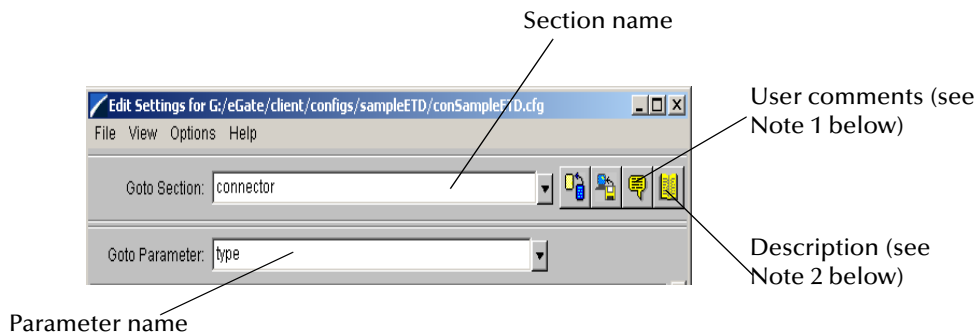 Section name
Edit Settings for G:/eGate/client/configs/sampleETD/conSampleETD.cfg
User comments (see
Note 1 below)
File View Options Help
Goto Section: connector
Goto Parameter: type
Description (see
Note 2 below)
Parameter name